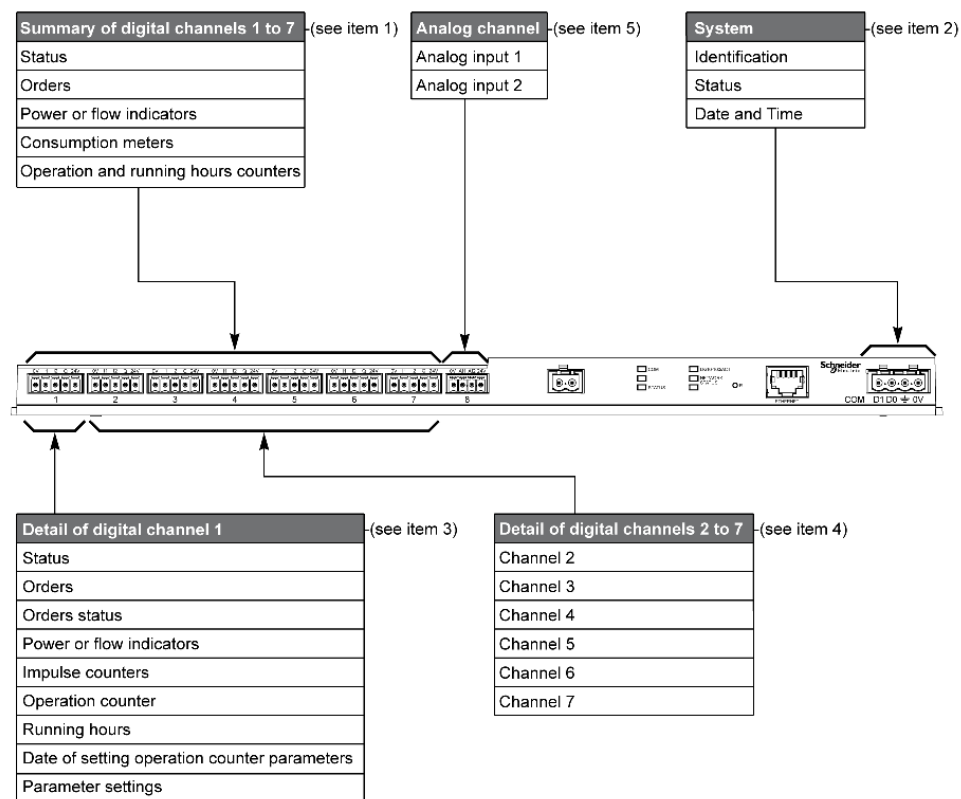 Summary of digital channels 1 to 7 (see item 1)
Status
Orders
Power or flow indicators
Consumption meters
Operation and running hours counters
Analog channel (see item 5)
Analog input 1
Analog input 2
System (see item 2)
Identification
Status
Date and Time
Schneider
1 2 3 4 5 6 7 8
COM
STATUS
ETHERNET
COM D1 D0 0V
Detail of digital channel 1 (see item 3)
Status
Orders
Orders status
Power or flow indicators
Impulse counters
Operation counter
Running hours
Date of setting operation counter parameters
Parameter settings
Detail of digital channels 2 to 7 (see item 4)
Channel 2
Channel 3
Channel 4
Channel 5
Channel 6
Channel 7